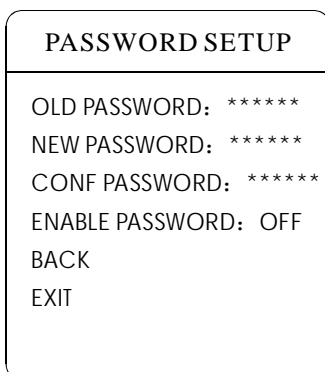 PASSWORD SETUP
OLD PASSWORD：******
NEW PASSWORD：******
CONF PASSWORD：******
ENABLE PASSWORD：OFF
BACK
EXIT